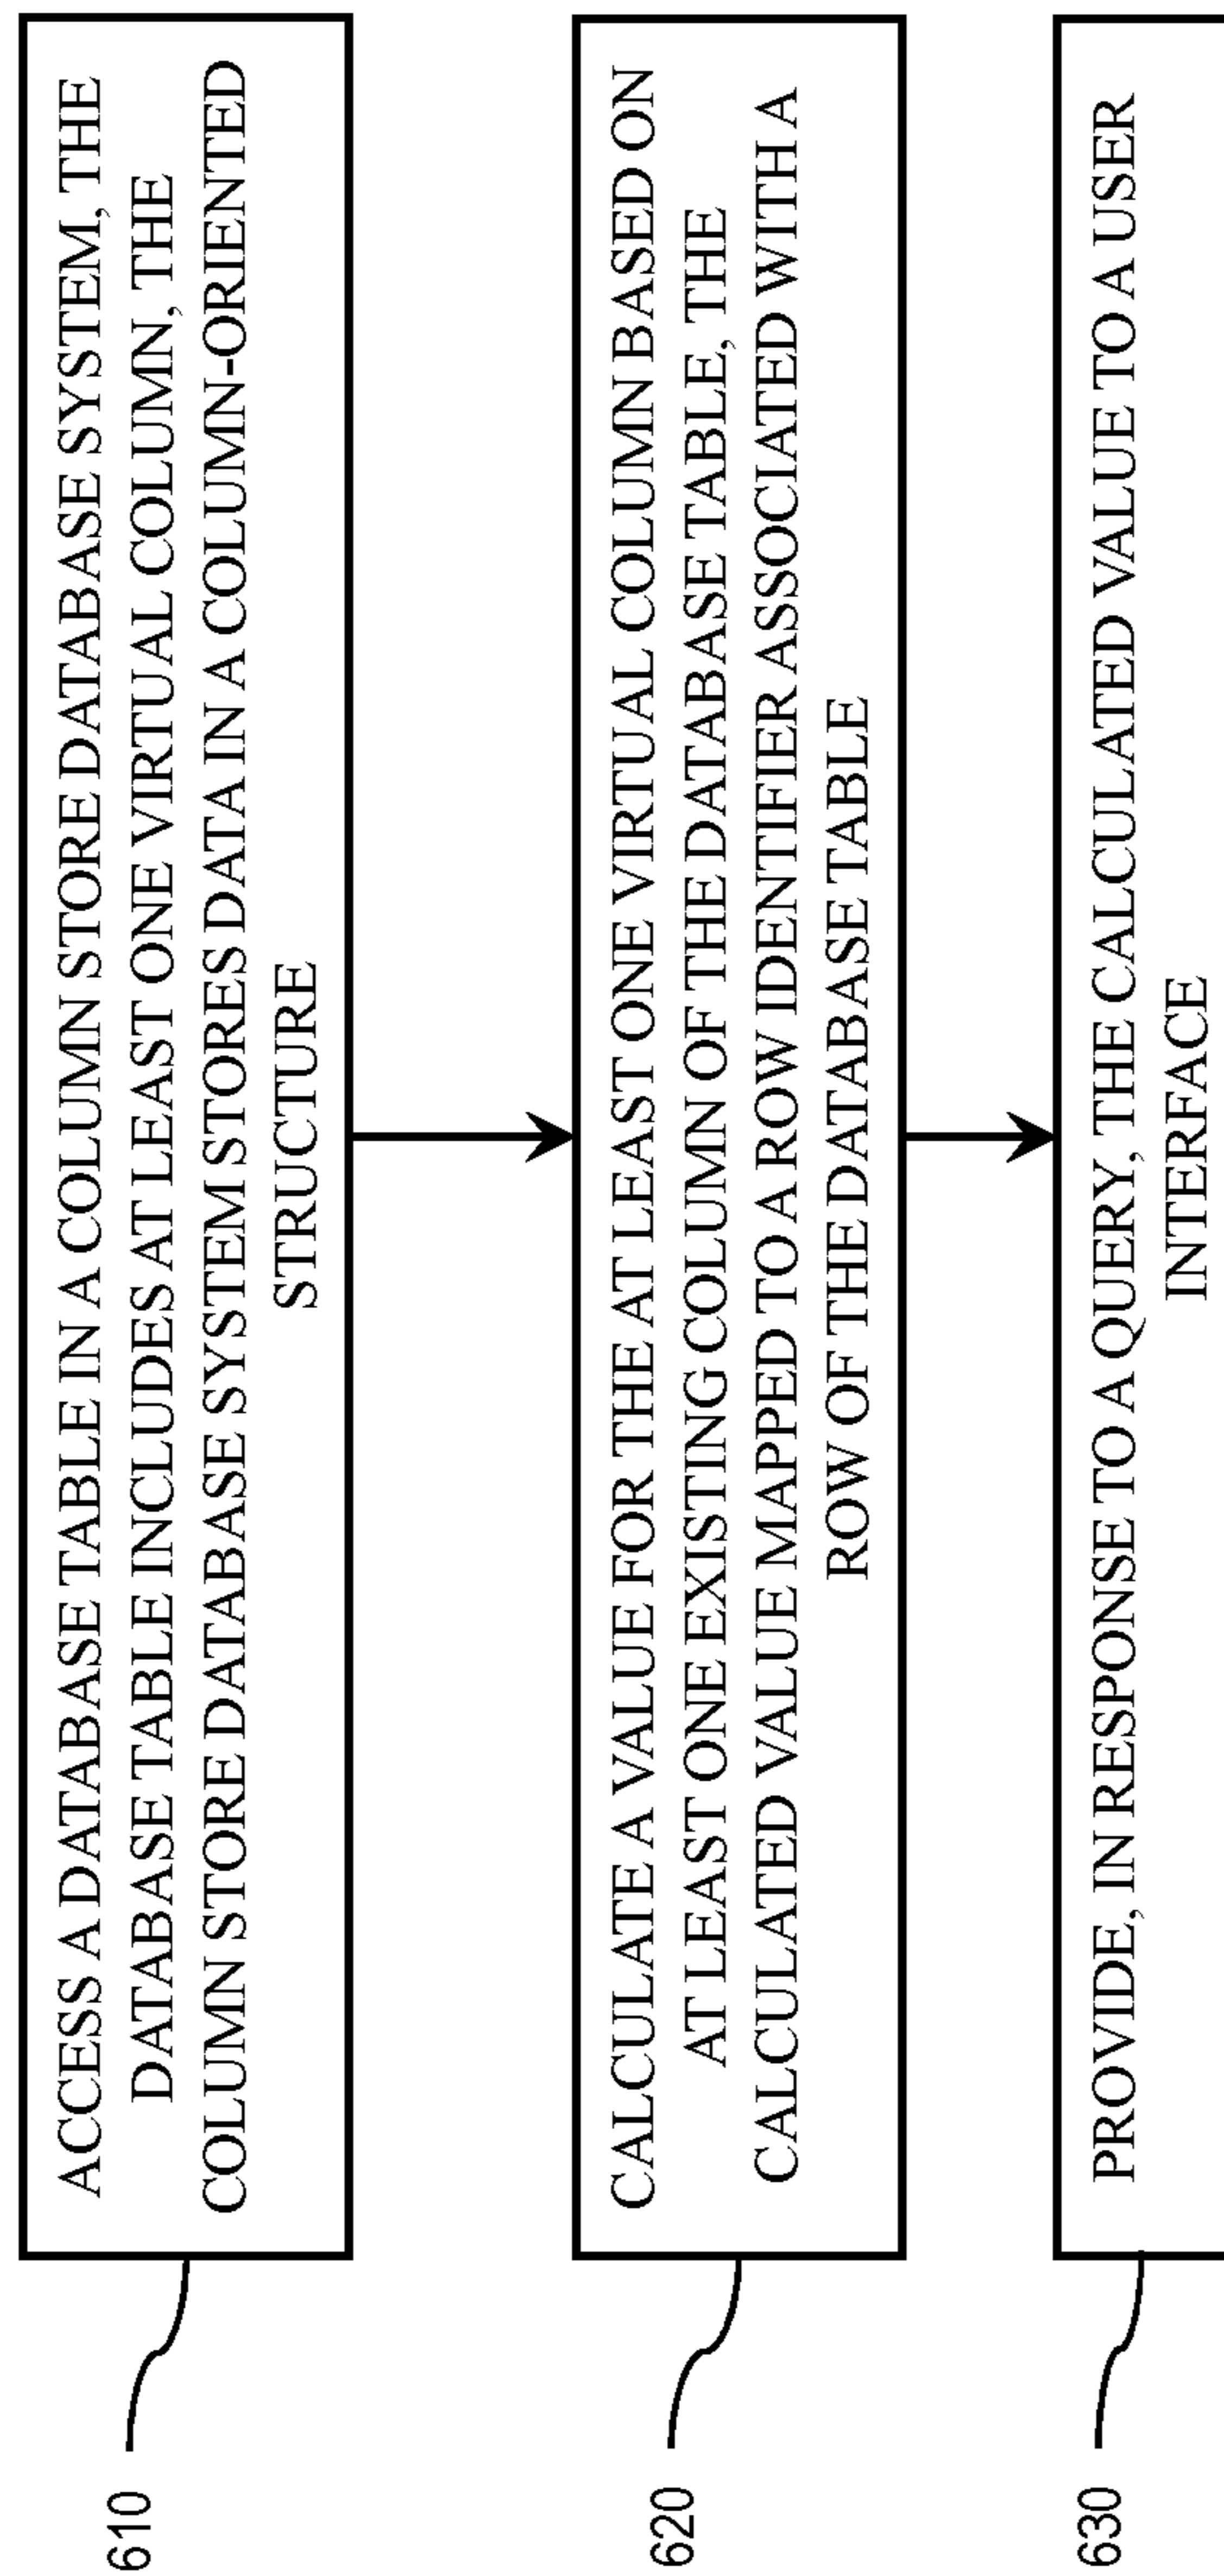 610
ACCESS A DATABASE TABLE IN A COLUMN STORE DATABASE SYSTEM, THE
DATABASE TABLE INCLUDES AT LEAST ONE VIRTUAL COLUMN, THE
COLUMN STORE DATABASE SYSTEM STORES DATA IN A COLUMN-ORIENTED
STRUCTURE
620
CALCULATE A VALUE FOR THE AT LEAST ONE VIRTUAL COLUMN BASED ON
AT LEAST ONE EXISTING COLUMN OF THE DATABASE TABLE, THE
CALCULATED VALUE MAPPED TO A ROW IDENTIFIER ASSOCIATED WITH A
ROW OF THE DATABASE TABLE
630
PROVIDE, IN RESPONSE TO A QUERY, THE CALCULATED VALUE TO A USER
INTERFACE